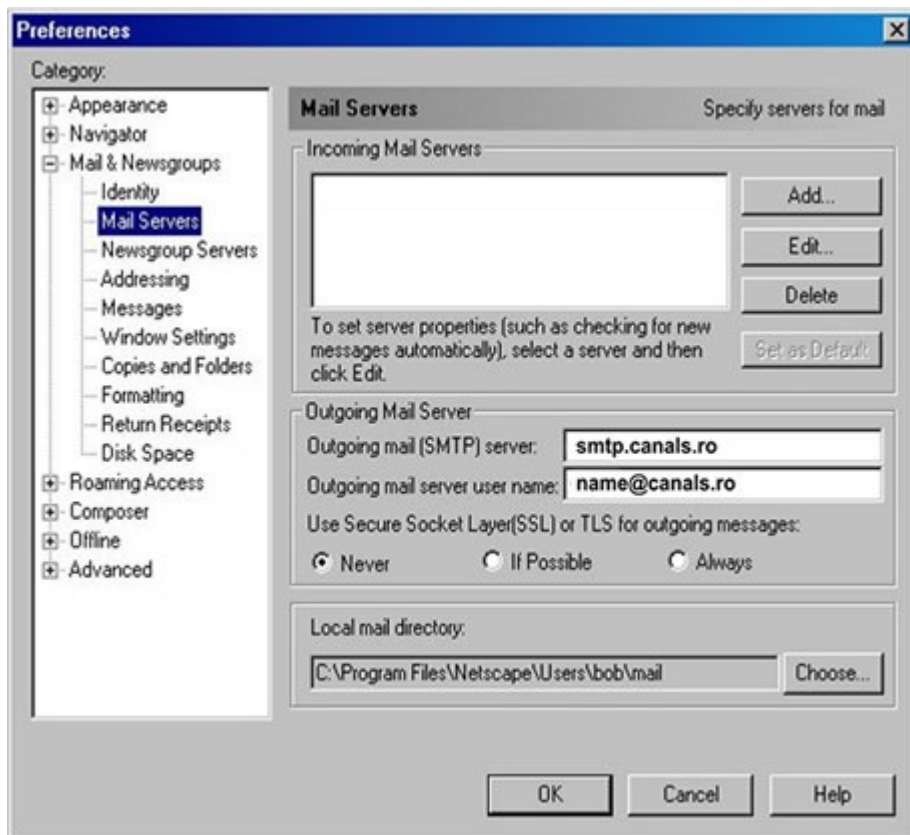 Preferences
Category:
Appearance
Navigator
Mail & Newsgroups
Identity
Mail Servers
Newsgroup Servers
Addressing
Messages
Window Settings
Copies and Folders
Formatting
Return Receipts
Disk Space
Roaming Access
Composer
Offline
Advanced
Mail Servers Specify servers for mail
Incoming Mail Servers
Add...
Edit...
Delete
Set as Default
To set server properties (such as checking for new
messages automatically), select a server and then
click Edit.
Outgoing Mail Server
Outgoing mail (SMTP) server: smtp.canals.ro
Outgoing mail server user name: name@canals.ro
Use Secure Socket Layer(SSL) or TLS for outgoing messages:
Never If Possible Always
Local mail directory:
C:\Program Files\Netscape\Users\bob\mail Choose...
OK Cancel Help